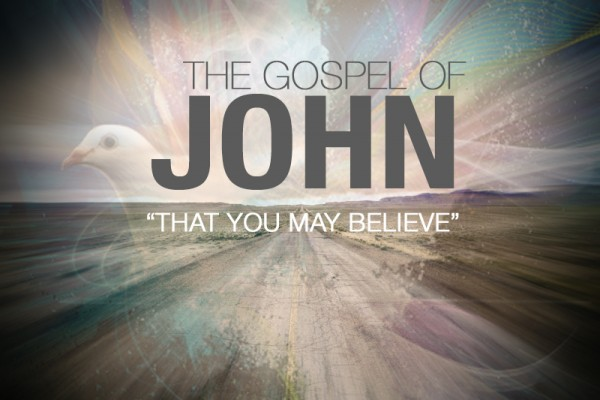 THE GOSPEL OF
JOHN
“THAT YOU MAY BELIEVE”